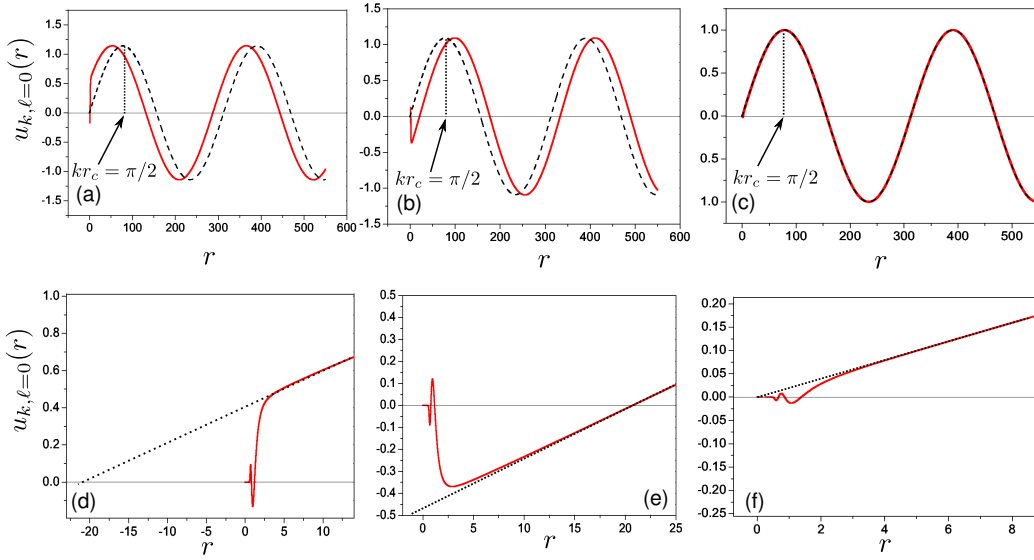 u_{k,ℓ=0}(r)
1.5
1.0
0.5
0.0
-0.5
-1.0
-1.5
0 100 200 300 400 500 600
kr_c = π/2
(a)
r
1.5
1.0
0.5
0.0
-0.5
-1.0
-1.5
0 100 200 300 400 500 600
kr_c = π/2
(b)
r
1.0
0.5
0.0
0.5
1.0
0 100 200 300 400 500
kr_c = π/2
(c)
r
u_{k,ℓ=0}(r)
1.0
0.8
0.6
0.4
0.2
0.0
-20 -15 -10 -5 0 5 10
(d)
r
0.5
0.4
0.3
0.2
0.1
0.0
-0.1
-0.2
-0.3
-0.4
-0.5
0 5 10 15 20 25
(e)
r
0.20
0.15
0.10
0.05
0.00
-0.05
-0.10
-0.15
-0.20
-0.25
0 2 4 6 8
(f)
r